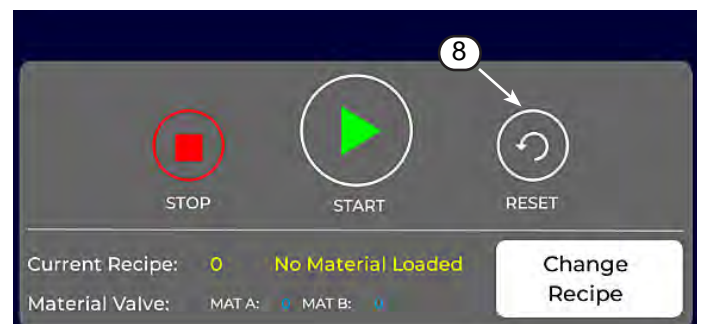 8
STOP
START
RESET
Current Recipe: 0 No Material Loaded
Change
Recipe
Material Valve: MAT A: 0 MAT B: 0